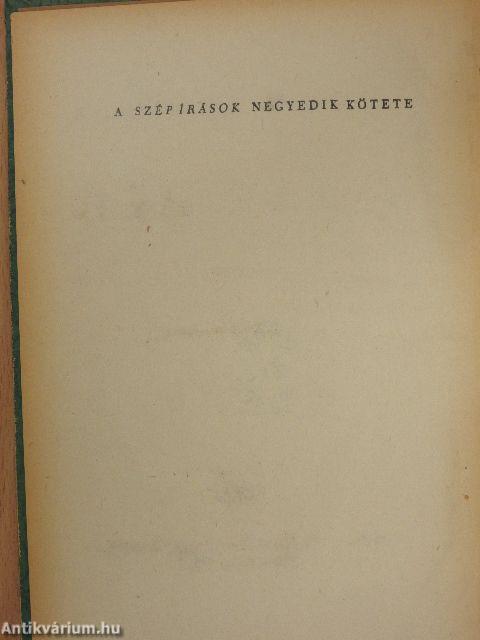 A SZÉP ÍRÁSOK NEGYEDIK KÖTETE
Antikvárium.hu